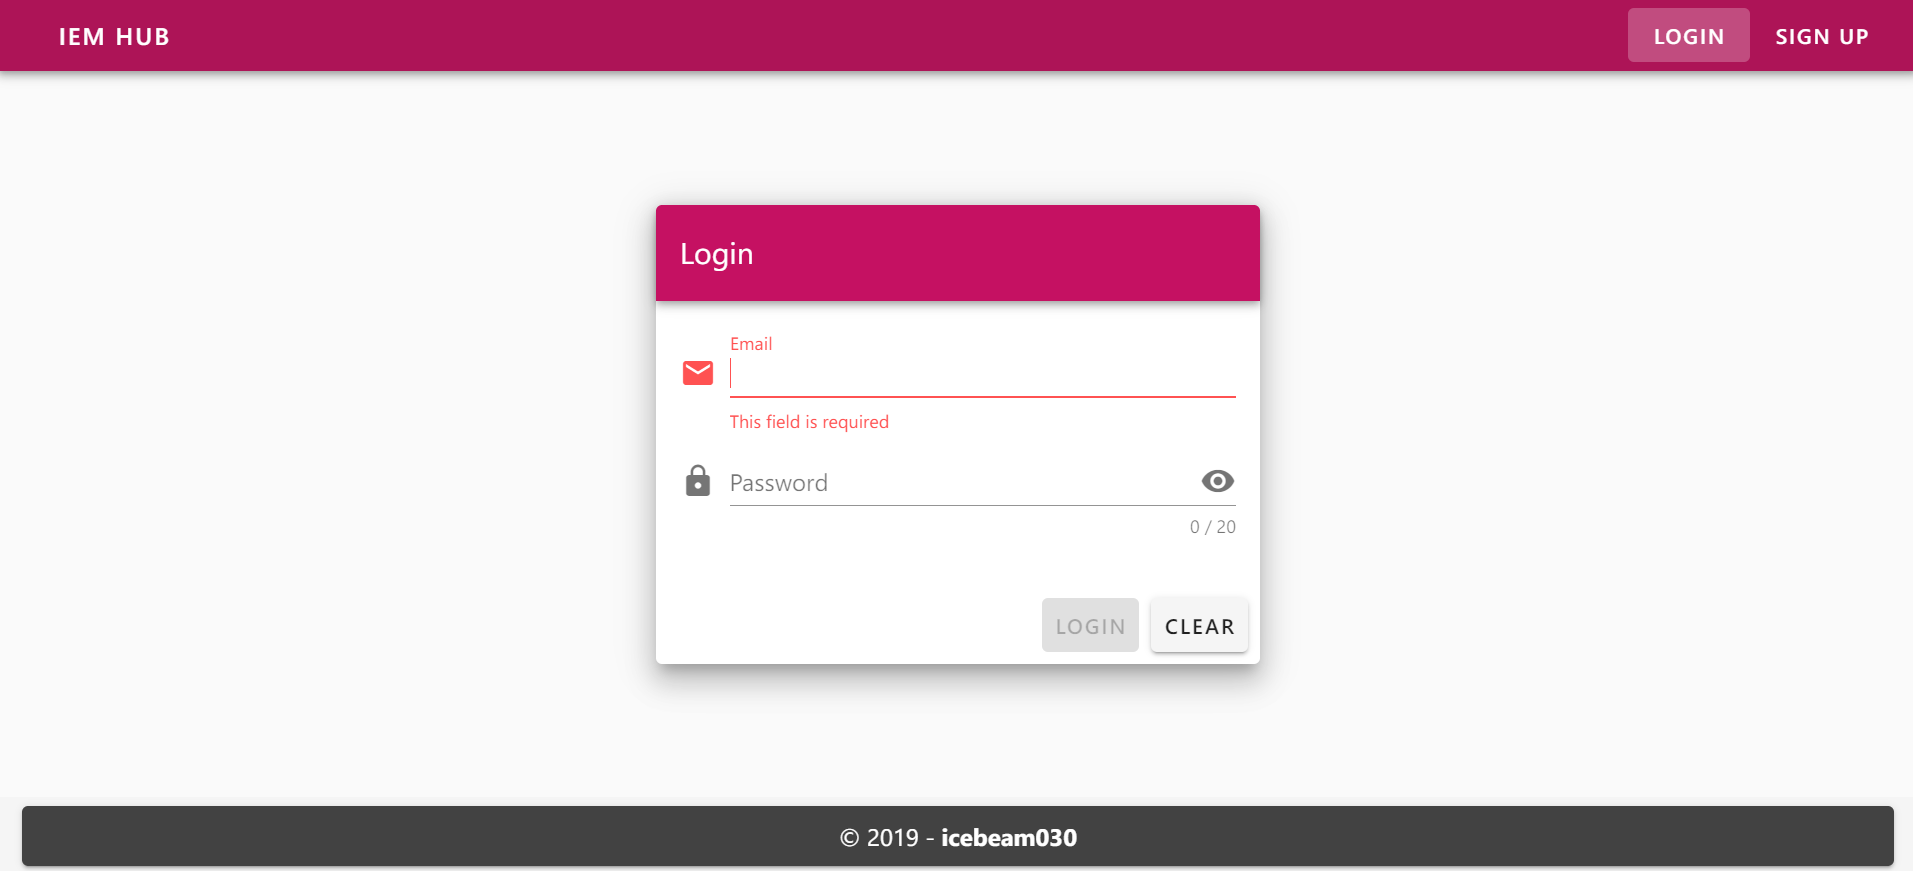 IEM HUB
LOGIN
SIGN UP
Login
Email
This field is required
Password
0 / 20
LOGIN
CLEAR
© 2019 - icebeam030